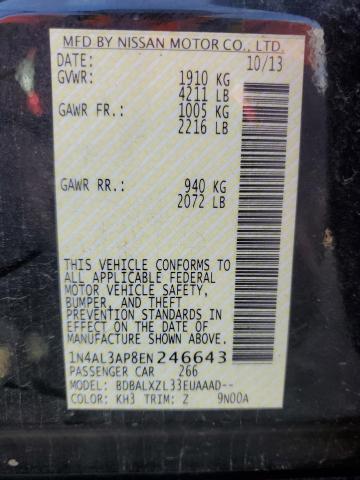 MFD BY NISSAN MOTOR CO., LTD.
DATE: 10/13
GVWR: 1910 KG
4211 LB
GAWR FR.: 1005 KG
2216 LB
GAWR RR.: 940 KG
2072 LB
THIS VEHICLE CONFORMS TO
ALL APPLICABLE FEDERAL
MOTOR VEHICLE SAFETY,
BUMPER, AND THEFT
PREVENTION STANDARDS IN
EFFECT ON THE DATE OF
MANUFACTURE SHOWN ABOVE.
1N4AL3AP8EN246643
PASSENGER CAR 266
MODEL: BDBALXZL33EUAAAD--
COLOR: KH3 TRIM: Z 9N00A